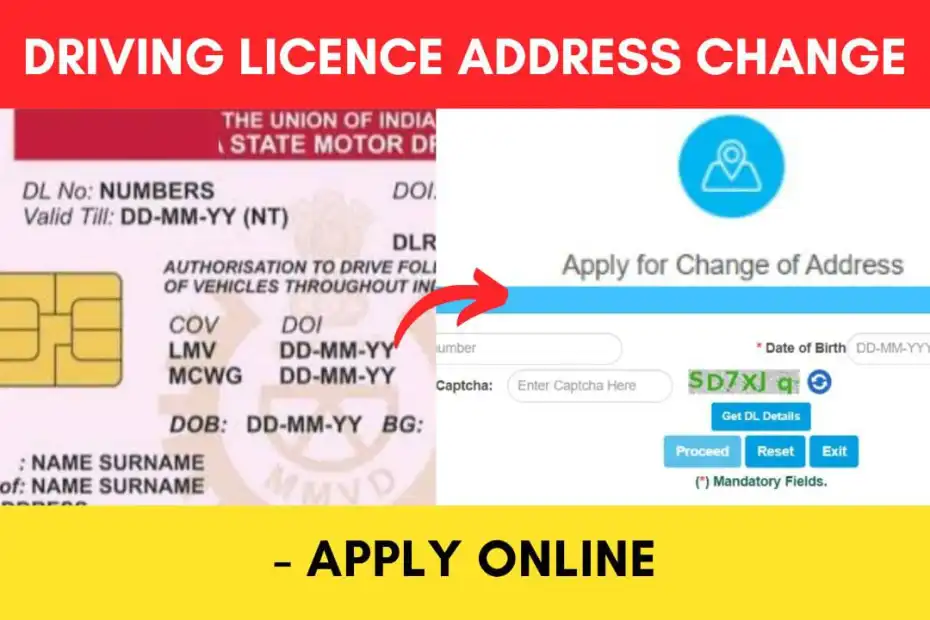 DRIVING LICENCE ADDRESS CHANGE
THE UNION OF INDIA
STATE MOTOR DR
DL No: NUMBERS DOI:
Valid Till: DD-MM-YY (NT)
DLR
AUTHORISATION TO DRIVE FOLL
OF VEHICLES THROUGHOUT IND
COV DOI
LMV DD-MM-YY
MCWG DD-MM-YY
DOB: DD-MM-YY BG:
: NAME SURNAME
of: NAME SURNAME
ADDRESS
MMVD
Apply for Change of Address
umber * Date of Birth DD-MM-YYY
Captcha: Enter Captcha Here SD7XJ q
Get DL Details
Proceed Reset Exit
(*) Mandatory Fields.
- APPLY ONLINE